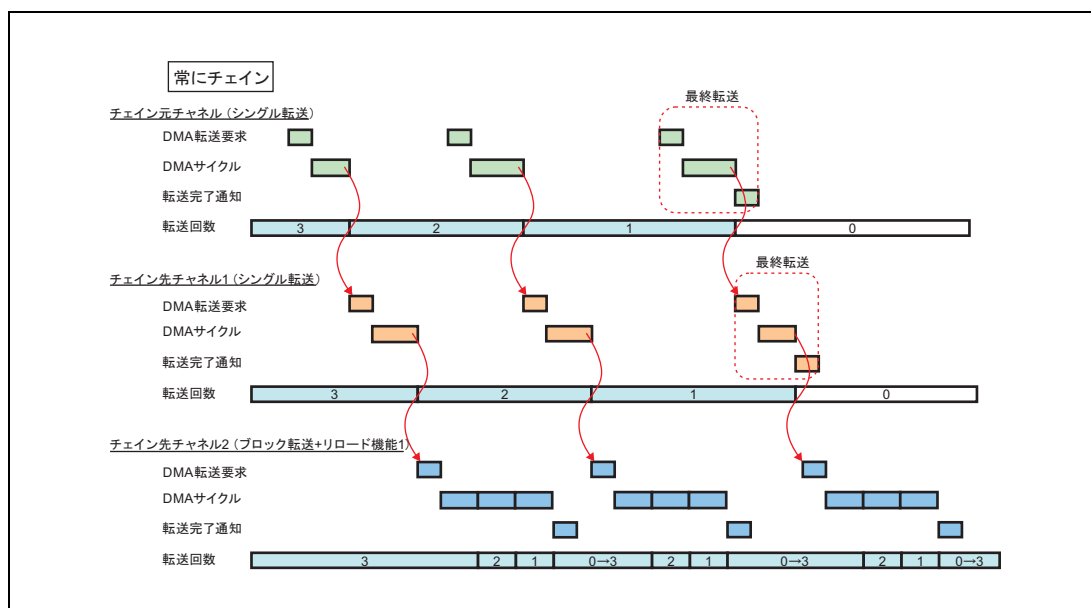 常にチェイン
最終転送
チェイン元チャネル（シングル転送）
DMA転送要求
DMAサイクル
転送完了通知
転送回数 3 2 1 0
最終転送
チェイン先チャネル1（シングル転送）
DMA転送要求
DMAサイクル
転送完了通知
転送回数 3 2 1 0
チェイン先チャネル2（ブロック転送+リロード機能1）
DMA転送要求
DMAサイクル
転送完了通知
転送回数 3 2 1 0→3 2 1 0→3 2 1 0→3